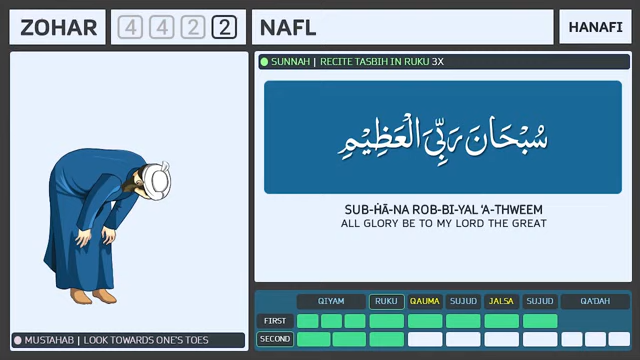 ZOHAR 4 4 2 2 NAFL HANAFI
SUNNAH | RECITE TASBIH IN RUKU 3X
سُبْحَانَ رَبِّيَ الْعَظِيْمِ
SUB-ḢĀ-NA ROB-BI-YAL ‘A-THWEEM
ALL GLORY BE TO MY LORD THE GREAT
QIYAM RUKU QAUMA SUJUD JALSA SUJUD QA'DAH
FIRST
SECOND
MUSTAHAB | LOOK TOWARDS ONE'S TOES